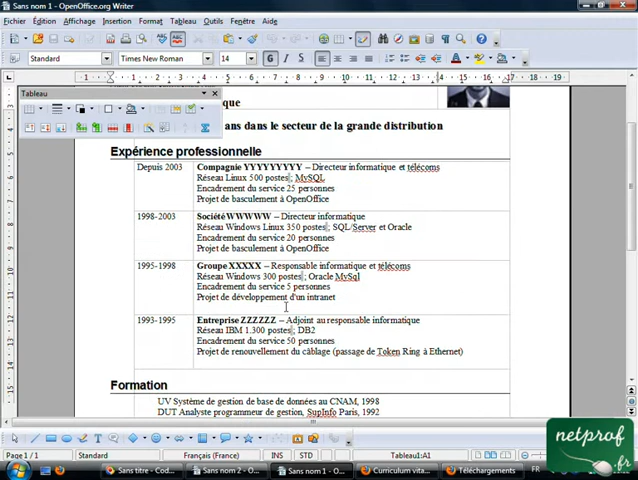 Sans nom 1 - OpenOffice.org Writer
Fichier Édition Affichage Insertion Format Tableau Outils Fenêtre Aide
Standard Times New Roman 14 G I S
Tableau
que
ans dans le secteur de la grande distribution
Expérience professionnelle
Depuis 2003 Compagnie YYYYYYYYY – Directeur informatique et télécoms
Réseau Linux 500 postes ; MySQL
Encadrement du service 25 personnes
Projet de basculement à OpenOffice
1998-2003 Société WWWWW – Directeur informatique
Réseau Windows Linux 350 postes ; SQL/Server et Oracle
Encadrement du service 20 personnes
Projet de basculement à OpenOffice
1995-1998 Groupe XXXXX – Responsable informatique et télécoms
Réseau Windows 300 postes ; Oracle MySql
Encadrement du service 5 personnes
Projet de développement d'un intranet
1993-1995 Entreprise ZZZZZZ – Adjoint au responsable informatique
Réseau IBM 1.300 postes ; DB2
Encadrement du service 50 personnes
Projet de renouvellement du câblage (passage de Token Ring à Ethernet)
Formation
UV Système de gestion de base de données au CNAM, 1998
DUT Analyste programmeur de gestion, SupInfo Paris, 1992
Page 1 / 1 Standard Français (France) INS STD Tableau1:A1
Sans titre - Cod... Sans nom 2 - O... Sans nom 1 - O... Curriculum vita... Téléchargements FR
netprof
.fr